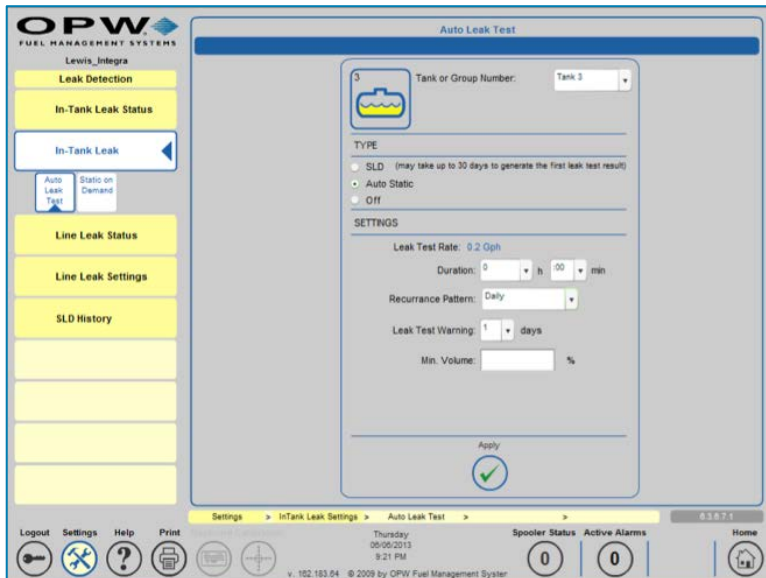 OPW
FUEL MANAGEMENT SYSTEMS
Lewis_Integra
Leak Detection
In-Tank Leak Status
In-Tank Leak
Auto Leak Test
Static on Demand
Line Leak Status
Line Leak Settings
SLD History
Auto Leak Test
3
Tank or Group Number: Tank 3
TYPE
SLD (may take up to 30 days to generate the first leak test result)
Auto Static
Off
SETTINGS
Leak Test Rate: 0.2 Gph
Duration: 0 h :00 min
Recurrance Pattern: Daily
Leak Test Warning: 1 days
Min. Volume: %
Apply
Settings > InTank Leak Settings > Auto Leak Test > >
6.3.6.7.1
Logout Settings Help Print
Thursday
06/06/2013
9:21 PM
v. 162.183.64 © 2009 by OPW Fuel Management Syster
Spooler Status Active Alarms Home
0 0